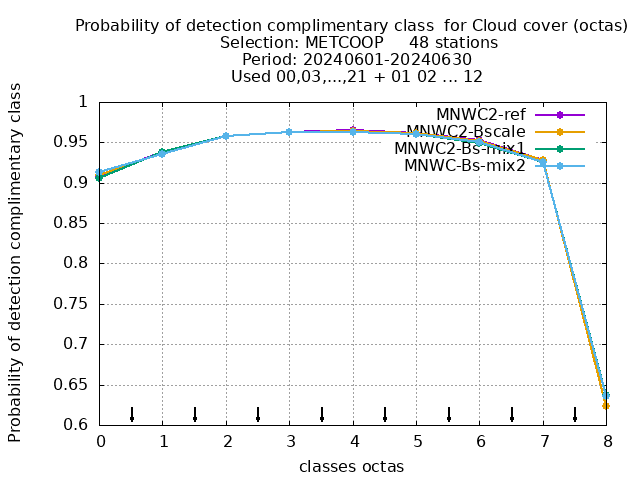 Probability of detection complimentary class  for Cloud cover (octas)
Selection: METCOOP     48 stations
Period: 20240601-20240630
Used 00,03,...,21 + 01 02 ... 12
Probability of detection complimentary class
1
0.95
0.9
0.85
0.8
0.75
0.7
0.65
0.6
MNWC2-ref
MNWC2-Bscale
MNWC2-Bs-mix1
MNWC-Bs-mix2
0 1 2 3 4 5 6 7 8
classes octas